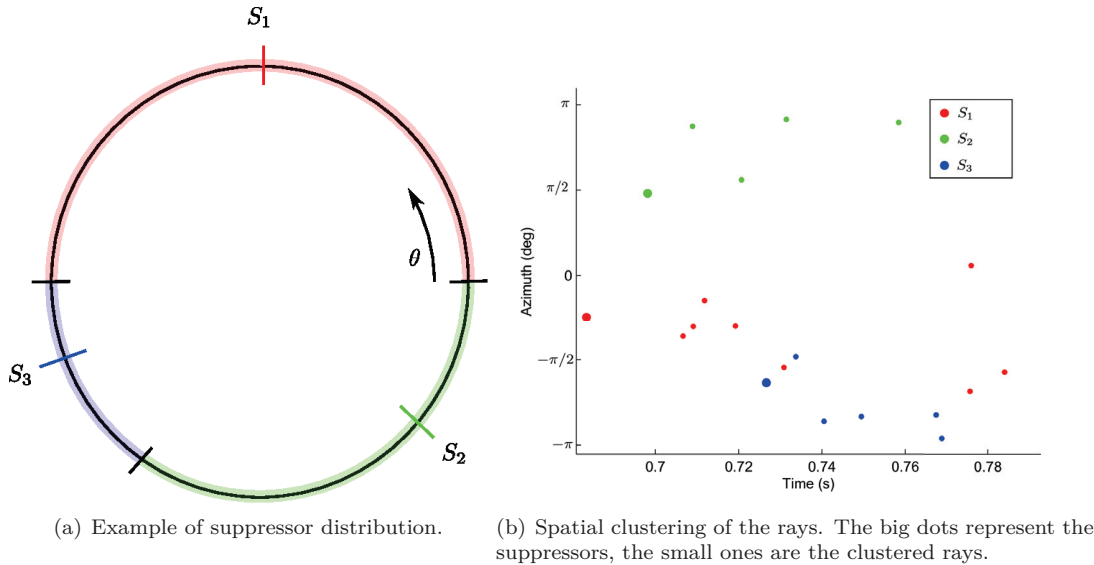 S₁
θ
S₃
S₂
(a) Example of suppressor distribution.
π
π/2
0
−π/2
−π
Azimuth (deg)
S₁
S₂
S₃
0.7 0.72 0.74 0.76 0.78
Time (s)
(b) Spatial clustering of the rays. The big dots represent the
suppressors, the small ones are the clustered rays.